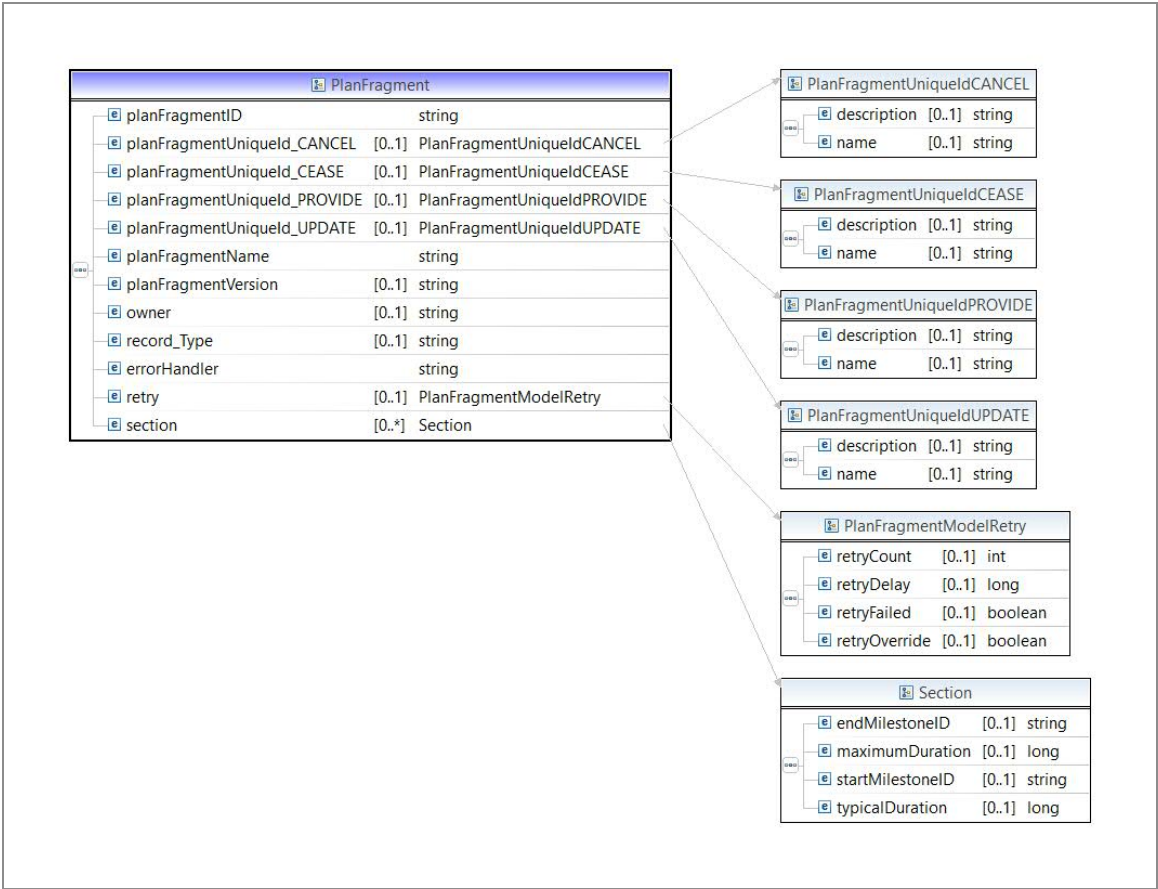 PlanFragment
planFragmentID string
planFragmentUniqueId_CANCEL [0..1] PlanFragmentUniqueIdCANCEL
planFragmentUniqueId_CEASE [0..1] PlanFragmentUniqueIdCEASE
planFragmentUniqueId_PROVIDE [0..1] PlanFragmentUniqueIdPROVIDE
planFragmentUniqueId_UPDATE [0..1] PlanFragmentUniqueIdUPDATE
planFragmentName string
planFragmentVersion [0..1] string
owner [0..1] string
record_Type [0..1] string
errorHandler string
retry [0..1] PlanFragmentModelRetry
section [0..*] Section
PlanFragmentUniqueIdCANCEL
description [0..1] string
name [0..1] string
PlanFragmentUniqueIdCEASE
description [0..1] string
name [0..1] string
PlanFragmentUniqueIdPROVIDE
description [0..1] string
name [0..1] string
PlanFragmentUniqueIdUPDATE
description [0..1] string
name [0..1] string
PlanFragmentModelRetry
retryCount [0..1] int
retryDelay [0..1] long
retryFailed [0..1] boolean
retryOverride [0..1] boolean
Section
endMilestoneID [0..1] string
maximumDuration [0..1] long
startMilestoneID [0..1] string
typicalDuration [0..1] long